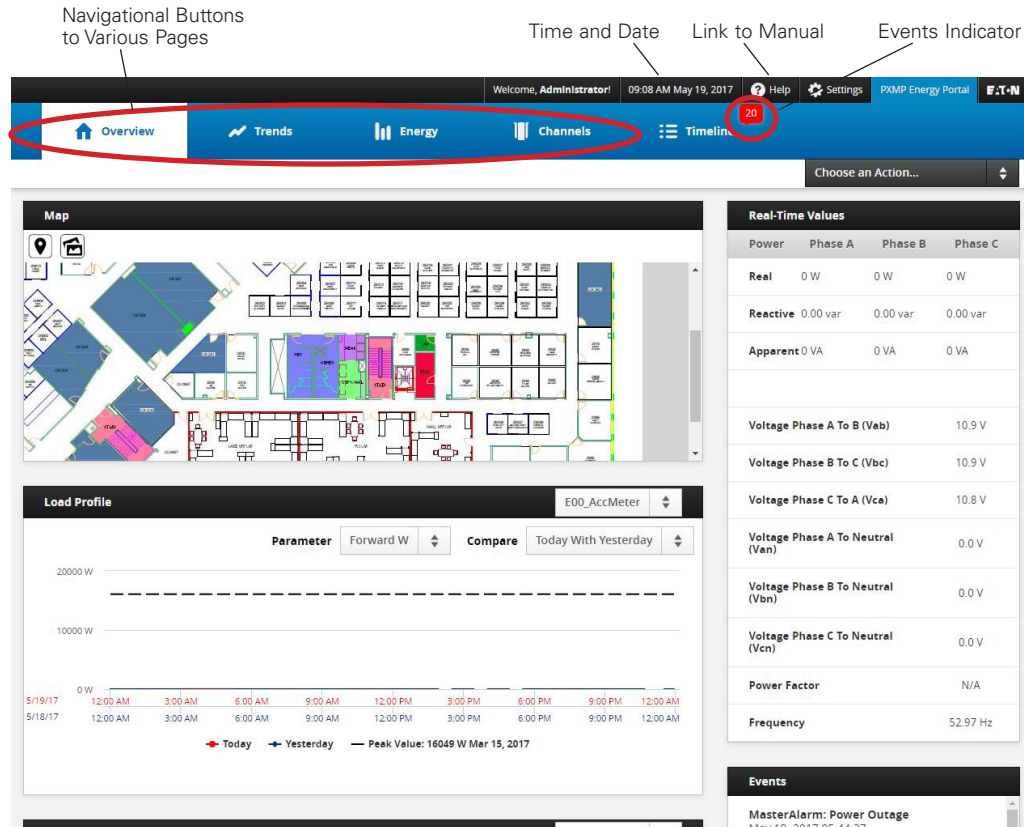 Navigational Buttons
to Various Pages
Time and Date
Link to Manual
Events Indicator
Welcome, Administrator!
09:08 AM May 19, 2017
Help
Settings
PXMP Energy Portal
E:T•N
Overview
Trends
Energy
Channels
Timeline
20
Choose an Action...
Map
Real-Time Values
Power Phase A Phase B Phase C
Real 0 W 0 W 0 W
Reactive 0.00 var 0.00 var 0.00 var
Apparent 0 VA 0 VA 0 VA
Voltage Phase A To B (Vab) 10.9 V
Voltage Phase B To C (Vbc) 10.9 V
Voltage Phase C To A (Vca) 10.8 V
Voltage Phase A To Neutral
(Van) 0.0 V
Voltage Phase B To Neutral
(Vbn) 0.0 V
Voltage Phase C To Neutral
(Vcn) 0.0 V
Power Factor N/A
Frequency 52.97 Hz
Load Profile
E00_AccMeter
Parameter Forward W Compare Today With Yesterday
20000 W
10000 W
0 W
5/19/17 12:00 AM 3:00 AM 6:00 AM 9:00 AM 12:00 PM 3:00 PM 6:00 PM 9:00 PM 12:00 AM
5/18/17 12:00 AM 3:00 AM 6:00 AM 9:00 AM 12:00 PM 3:00 PM 6:00 PM 9:00 PM 12:00 AM
Today Yesterday Peak Value: 16049 W Mar 15, 2017
Events
MasterAlarm: Power Outage